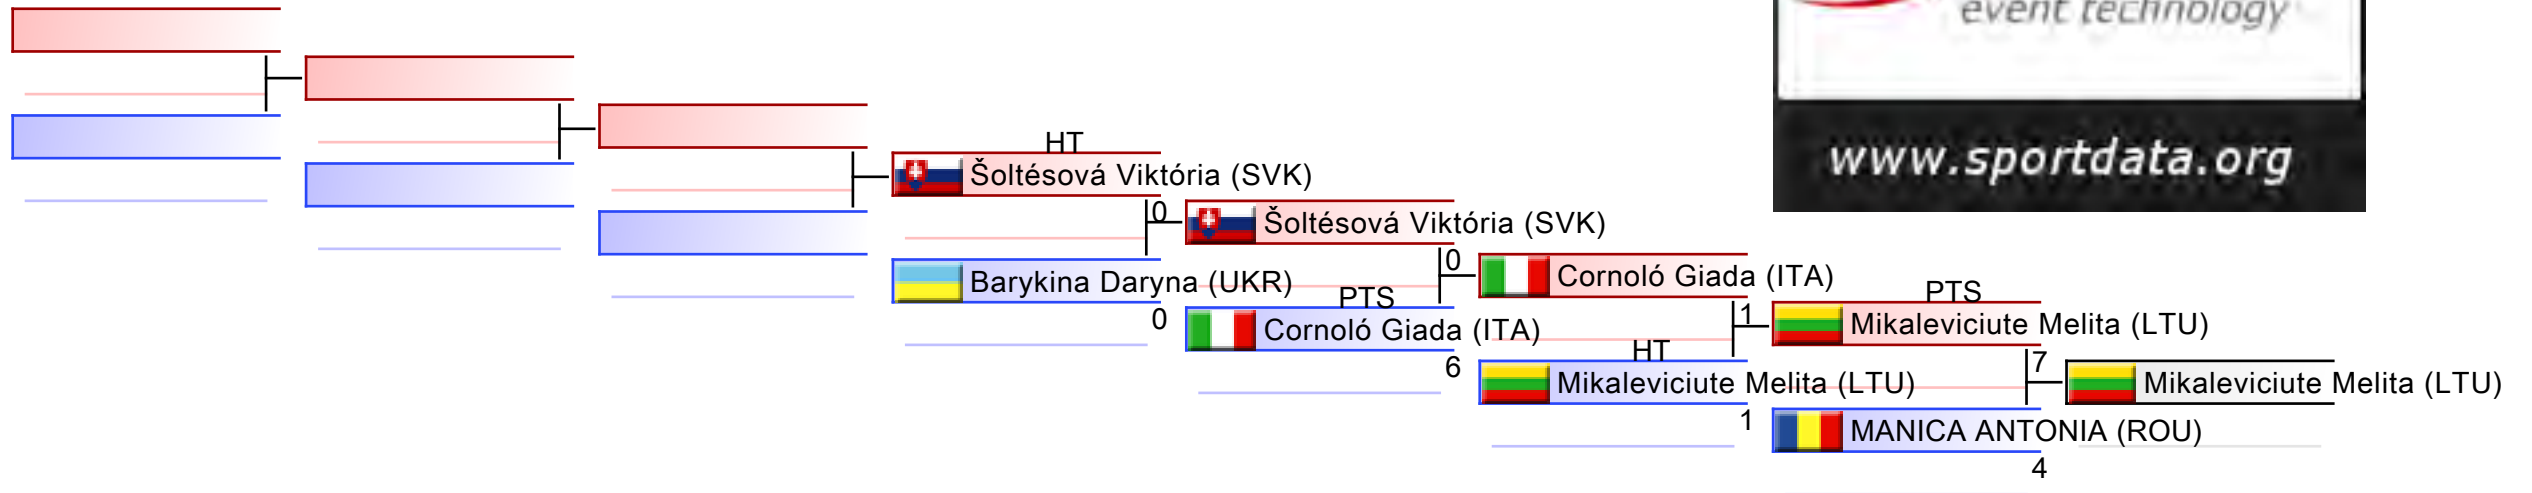 event technology
www.sportdata.org
HT
Šoltésová Viktória (SVK)
0
Barykina Daryna (UKR)
0
Šoltésová Viktória (SVK)
0
PTS
Cornoló Giada (ITA)
6
Cornoló Giada (ITA)
1
HT
Mikaleviciute Melita (LTU)
1
PTS
Mikaleviciute Melita (LTU)
7
MANICA ANTONIA (ROU)
4
Mikaleviciute Melita (LTU)